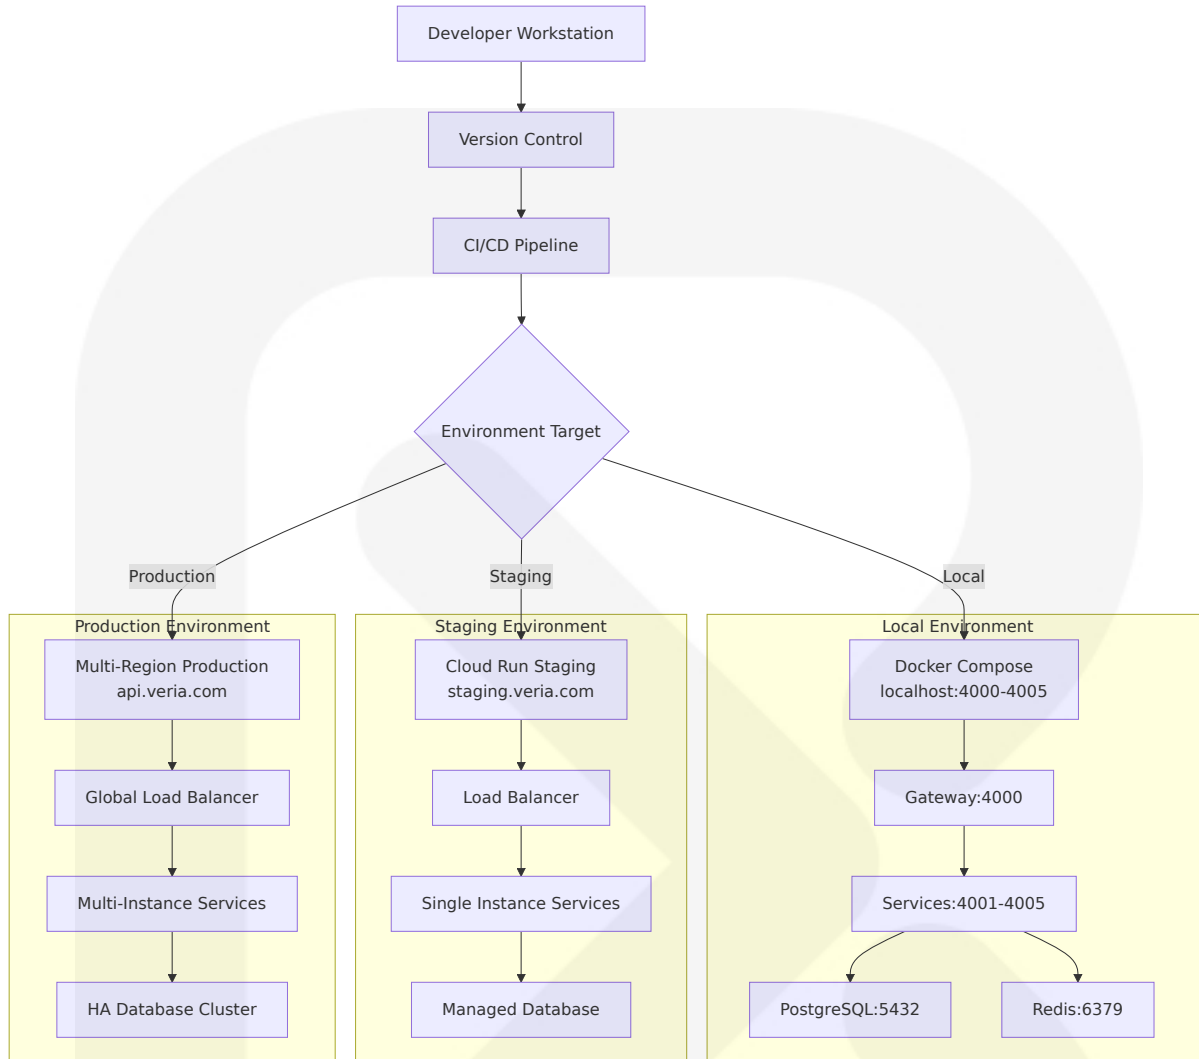 Developer Workstation
Version Control
CI/CD Pipeline
Environment Target
Production
Staging
Local
Production Environment
Staging Environment
Local Environment
Multi-Region Production
api.veria.com
Cloud Run Staging
staging.veria.com
Docker Compose
localhost:4000-4005
Global Load Balancer
Load Balancer
Gateway:4000
Multi-Instance Services
Single Instance Services
Services:4001-4005
HA Database Cluster
Managed Database
PostgreSQL:5432
Redis:6379